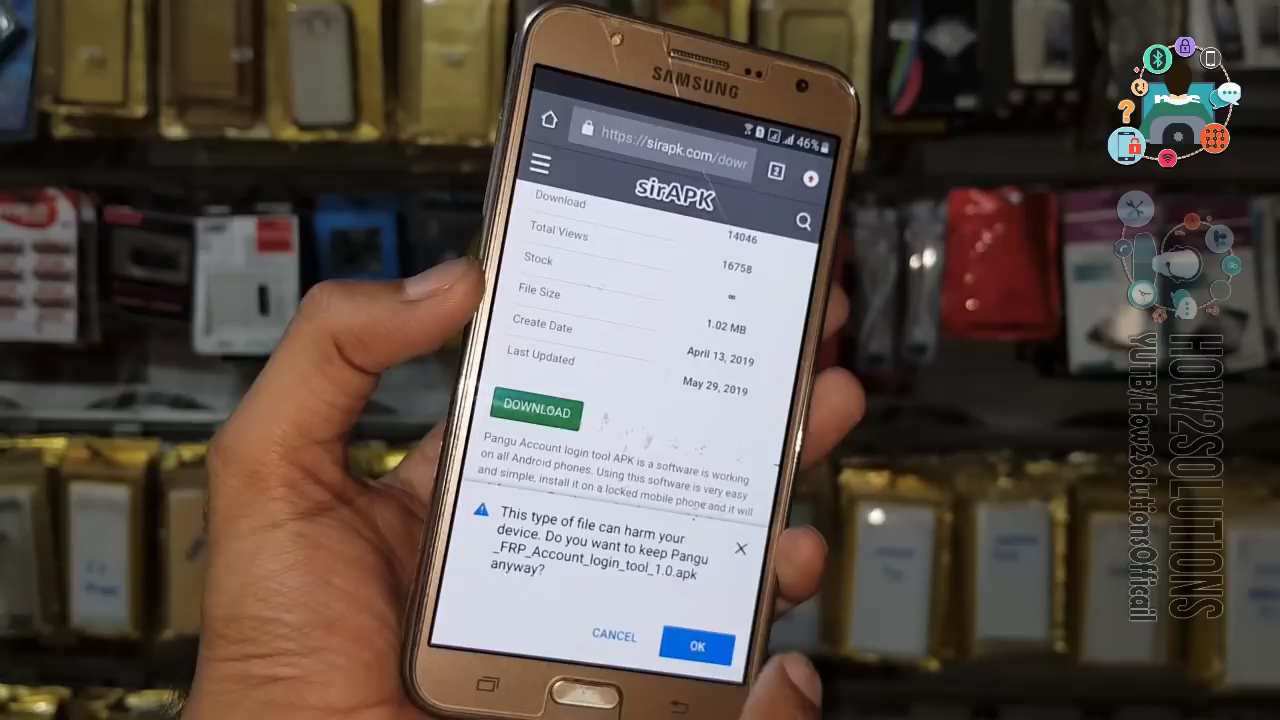 SAMSUNG
46%
https://sirapk.com/dowr
2
sirAPK
Download 14046
Total Views 16758
Stock ∞
File Size 1.02 MB
Create Date April 13, 2019
Last Updated May 29, 2019
DOWNLOAD
Pangu Account login tool APK is a software is working
on all Android phones. Using this software is very easy
and simple, install it on a locked mobile phone and it will
This type of file can harm your
device. Do you want to keep Pangu
_FRP_Account_login_tool_1.0.apk
anyway?
CANCEL OK
HOW2SOLUTIONS
YUTB/How2SolutionsOfficail